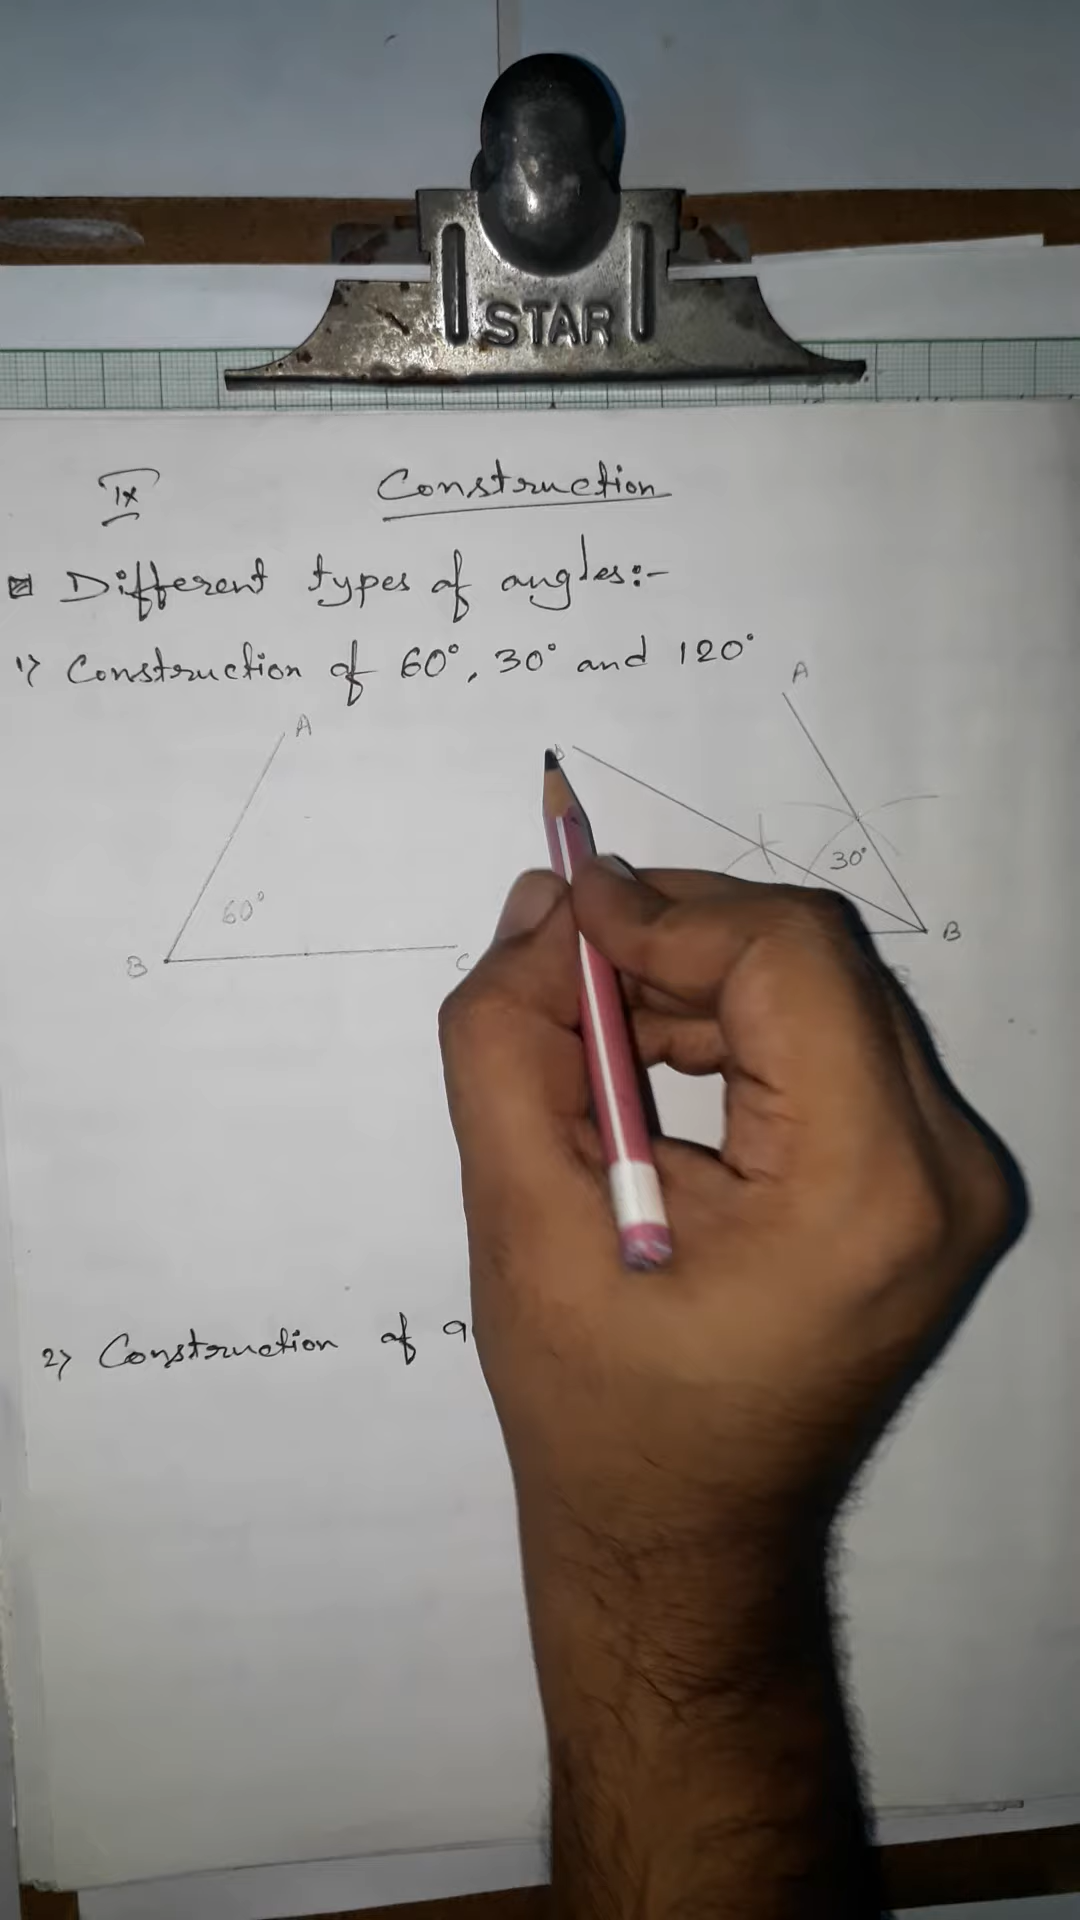 STAR
IX
Construction
Different types of angles:-
1) Construction of 60°, 30° and 120°
A
A
30°
60°
B
B
C
2) Construction of 9